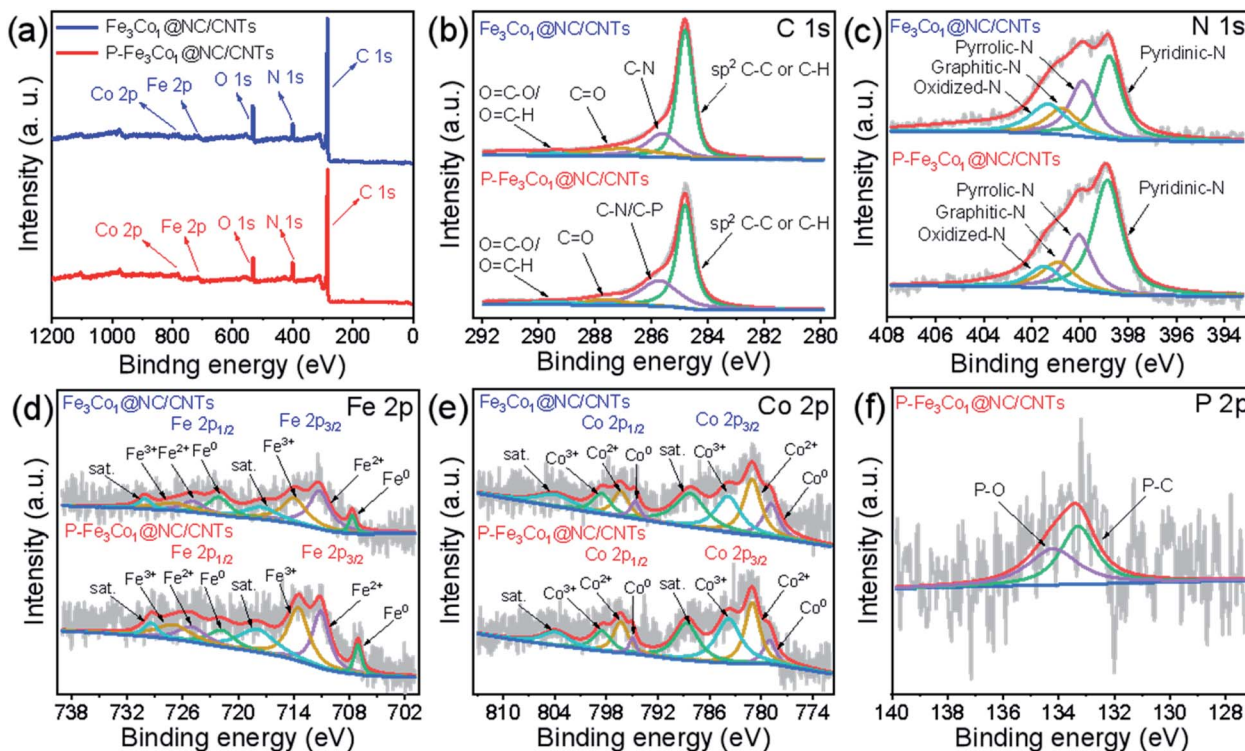 (a)
Fe₃Co₁@NC/CNTs
P-Fe₃Co₁@NC/CNTs
C 1s
O 1s
N 1s
Fe 2p
Co 2p
C 1s
O 1s
N 1s
Co 2p
Fe 2p
Intensity (a. u.)
1200 1000 800 600 400 200 0
Bindng energy (eV)
(b)
C 1s
Fe₃Co₁@NC/CNTs
C-N
sp² C-C or C-H
O=C-O/
O=C-H
C=O
P-Fe₃Co₁@NC/CNTs
C-N/C-P
O=C-O/
O=C-H
C=O
sp² C-C or C-H
Intensity (a.u.)
292 290 288 286 284 282 280
Binding energy (eV)
(c)
N 1s
Fe₃Co₁@NC/CNTs
Pyrrolic-N
Graphitic-N
Oxidized-N
Pyridinic-N
P-Fe₃Co₁@NC/CNTs
Pyrrolic-N
Graphitic-N
Oxidized-N
Pyridinic-N
Intensity (a.u.)
408 406 404 402 400 398 396 394
Binding energy (eV)
(d)
Fe 2p
Fe₃Co₁@NC/CNTs
Fe 2p₁/₂
Fe 2p₃/₂
sat.
Fe³⁺
Fe²⁺
Fe⁰
sat.
Fe³⁺
Fe²⁺
Fe⁰
P-Fe₃Co₁@NC/CNTs
Fe 2p₁/₂
Fe 2p₃/₂
sat.
Fe³⁺
Fe²⁺
Fe⁰
sat.
Fe³⁺
Fe²⁺
Fe⁰
Intensity (a.u.)
738 732 726 720 714 708 702
Binding energy (eV)
(e)
Co 2p
Fe₃Co₁@NC/CNTs
Co 2p₁/₂
Co 2p₃/₂
sat.
Co³⁺
Co²⁺
Co⁰
sat.
Co³⁺
Co²⁺
Co⁰
P-Fe₃Co₁@NC/CNTs
Co 2p₁/₂
Co 2p₃/₂
sat.
Co³⁺
Co²⁺
Co⁰
sat.
Co³⁺
Co²⁺
Co⁰
Intensity (a.u.)
810 804 798 792 786 780 774
Binding energy (eV)
(f)
P 2p
P-Fe₃Co₁@NC/CNTs
P-O
P-C
Intensity (a.u.)
140 138 136 134 132 130 128
Binding energy (eV)